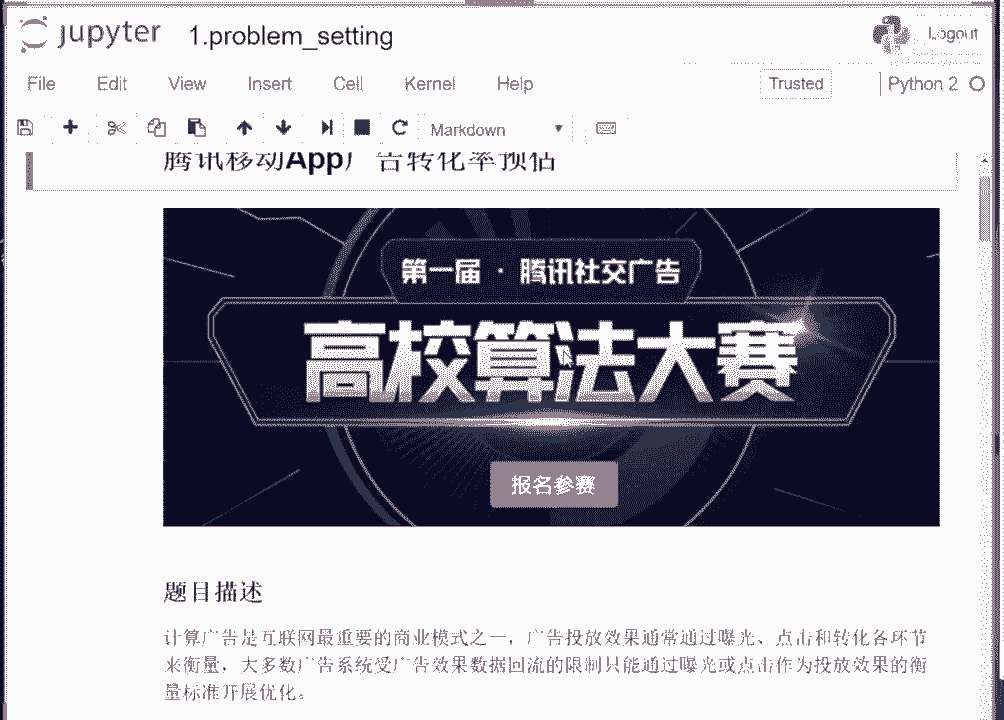 jupyter 1.problem_setting
Logout
File Edit View Insert Cell Kernel Help
Trusted Python 2
Markdown
腾讯移动App广告转化率预估
第一届 · 腾讯社交广告
高校算法大赛
报名参赛
题目描述
计算广告是互联网最重要的商业模式之一，广告投放效果通常通过曝光、点击和转化各环节
来衡量，大多数广告系统受广告效果数据回流的限制只能通过曝光或点击作为投放效果的衡
量标准开展优化。